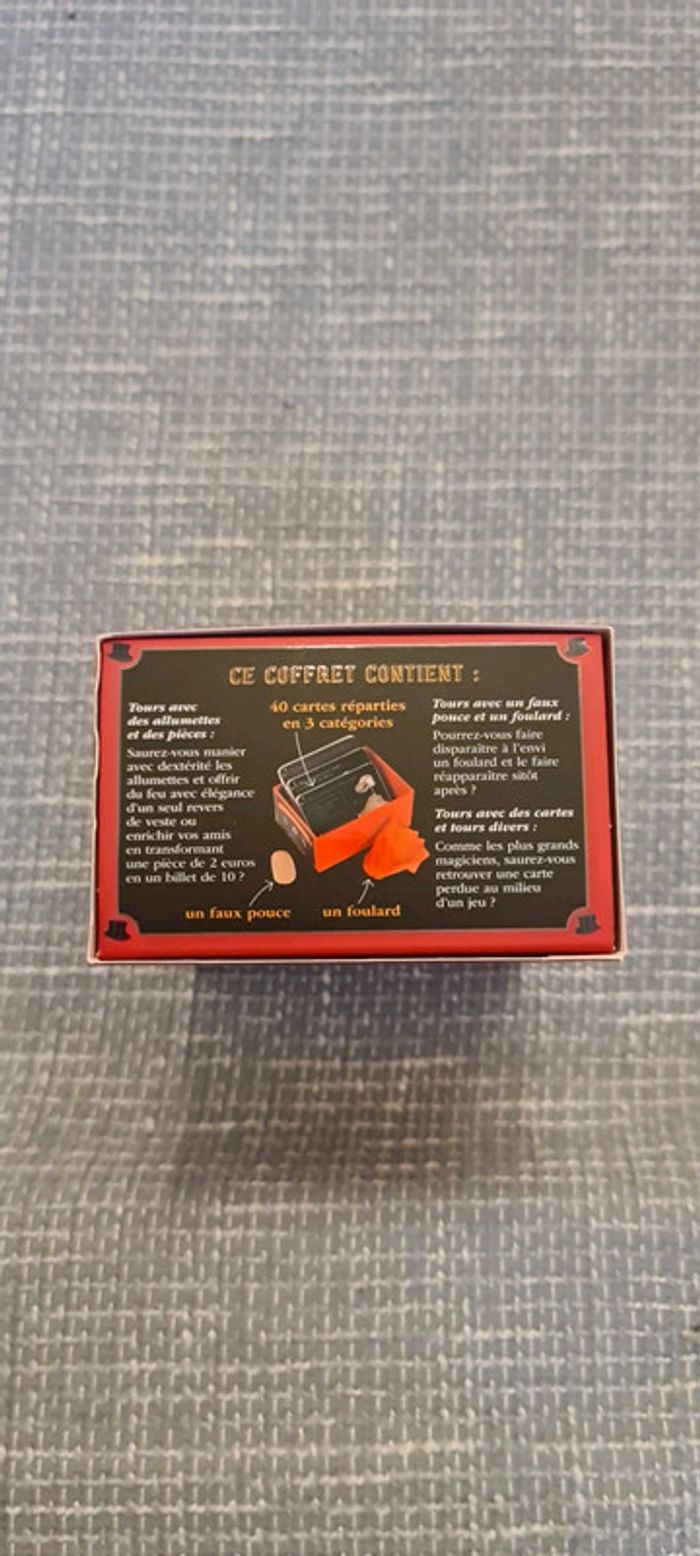 CE COFFRET CONTIENT :
Tours avec
des allumettes
et des pièces :
Saurez-vous manier
avec dextérité les
allumettes et offrir
du feu avec élégance
d'un seul revers
de veste ou
enrichir vos amis
en transformant
une pièce de 2 euros
en un billet de 10 ?
40 cartes réparties
en 3 catégories
un faux pouce
un foulard
Tours avec un faux
pouce et un foulard :
Pourrez-vous faire
disparaître à l'envi
un foulard et le faire
réapparaître sitôt
après ?
Tours avec des cartes
et tours divers :
Comme les plus grands
magiciens, saurez-vous
retrouver une carte
perdue au milieu
d'un jeu ?